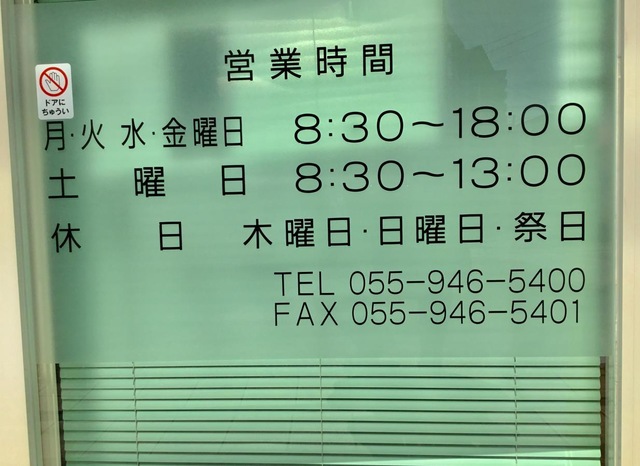 営業時間
ドアに
ちゅうい
月・火 水・金曜日 8:30～18:00
土曜日 8:30～13:00
休日 木曜日・日曜日・祭日
TEL 055-946-5400
FAX 055-946-5401